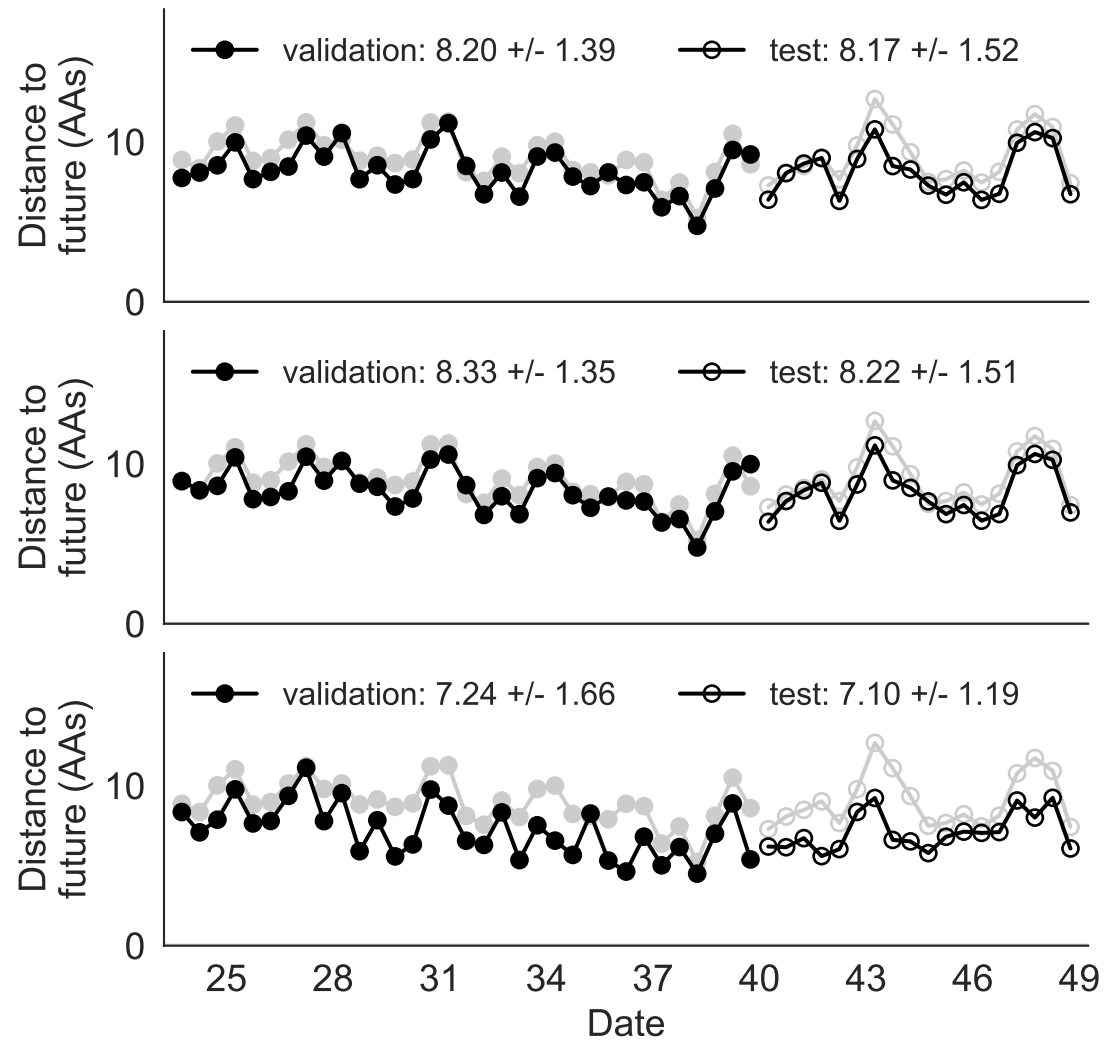 Distance to
future (AAs)
10
0
validation: 8.20 +/- 1.39
test: 8.17 +/- 1.52
Distance to
future (AAs)
10
0
validation: 8.33 +/- 1.35
test: 8.22 +/- 1.51
Distance to
future (AAs)
10
0
validation: 7.24 +/- 1.66
test: 7.10 +/- 1.19
25 28 31 34 37 40 43 46 49
Date